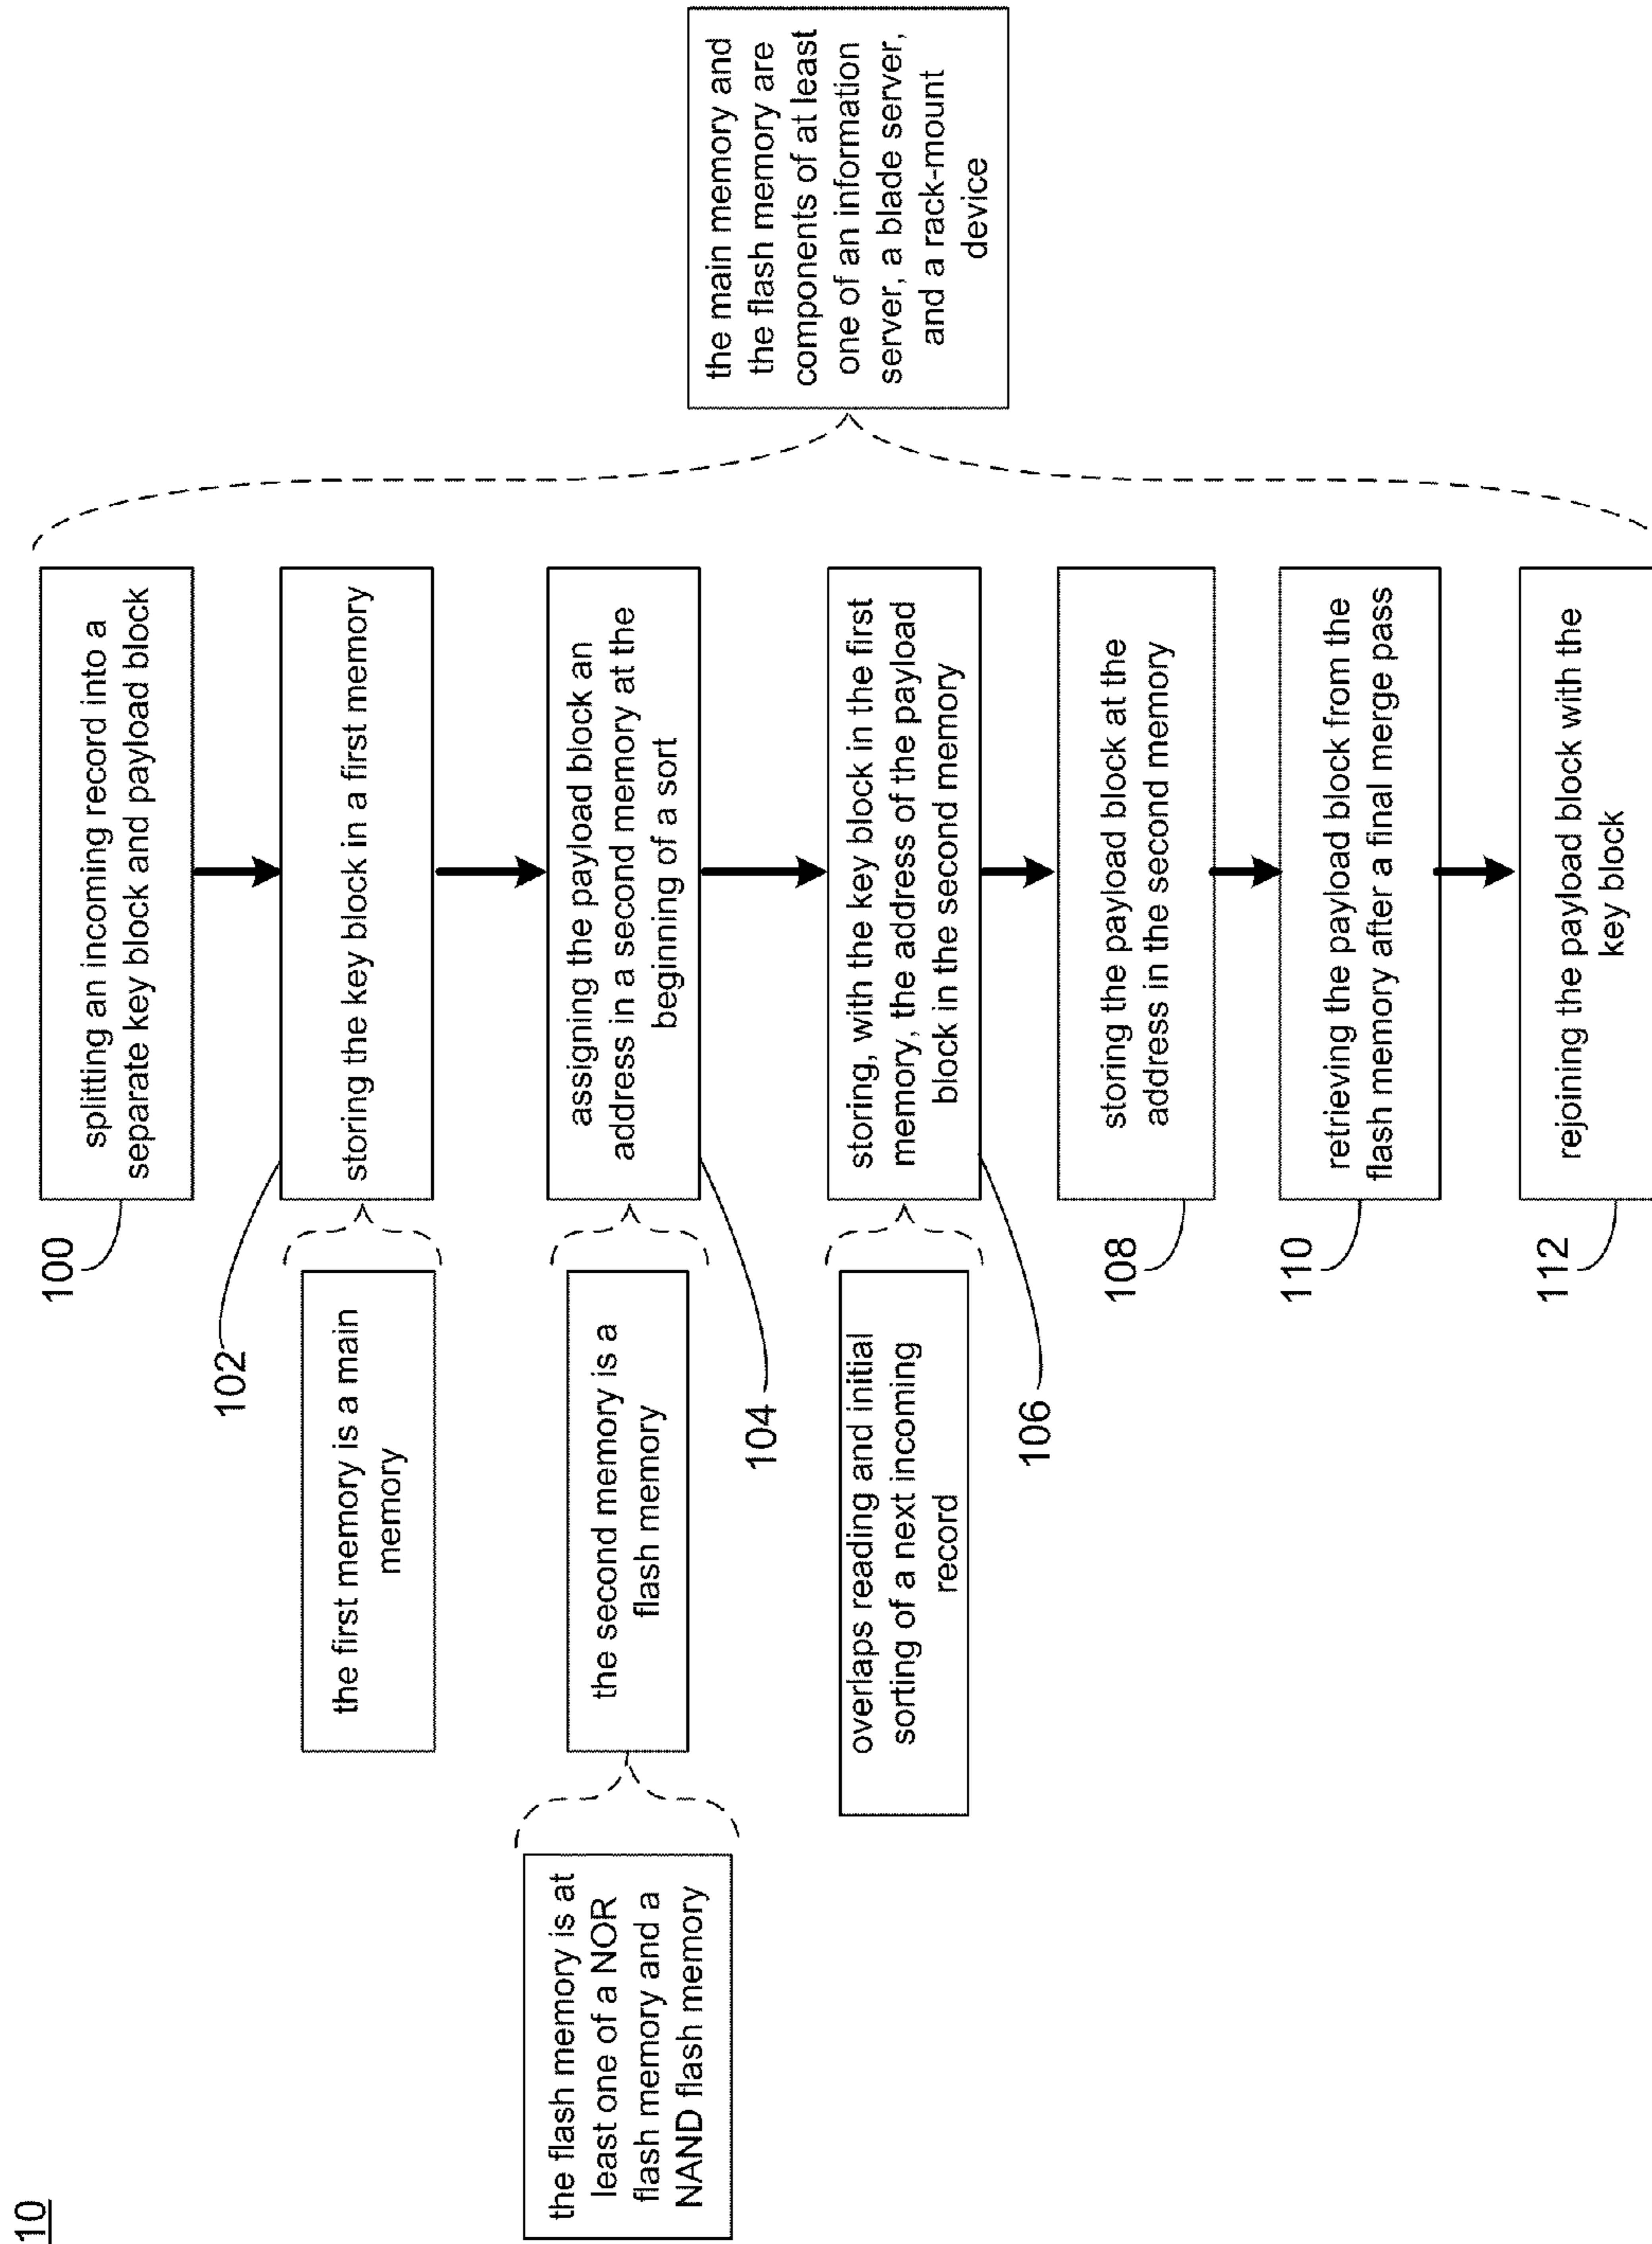 10
100
splitting an incoming record into a
separate key block and payload block
102
the first memory is a main
memory
storing the key block in a first memory
the flash memory is at
least one of a NOR
flash memory and a
NAND flash memory
the second memory is a
flash memory
assigning the payload block an
address in a second memory at the
beginning of a sort
104
overlaps reading and initial
sorting of a next incoming
record
storing, with the key block in the first
memory, the address of the payload
block in the second memory
106
108
storing the payload block at the
address in the second memory
110
retrieving the payload block from the
flash memory after a final merge pass
112
rejoining the payload block with the
key block
the main memory and
the flash memory are
components of at least
one of an information
server, a blade server,
and a rack-mount
device